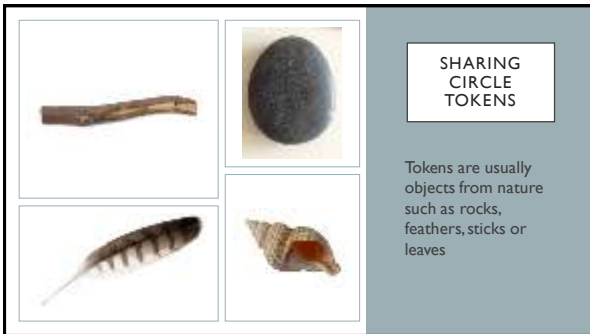 SHARING
CIRCLE
TOKENS
Tokens are usually
objects from nature
such as rocks,
feathers, sticks or
leaves